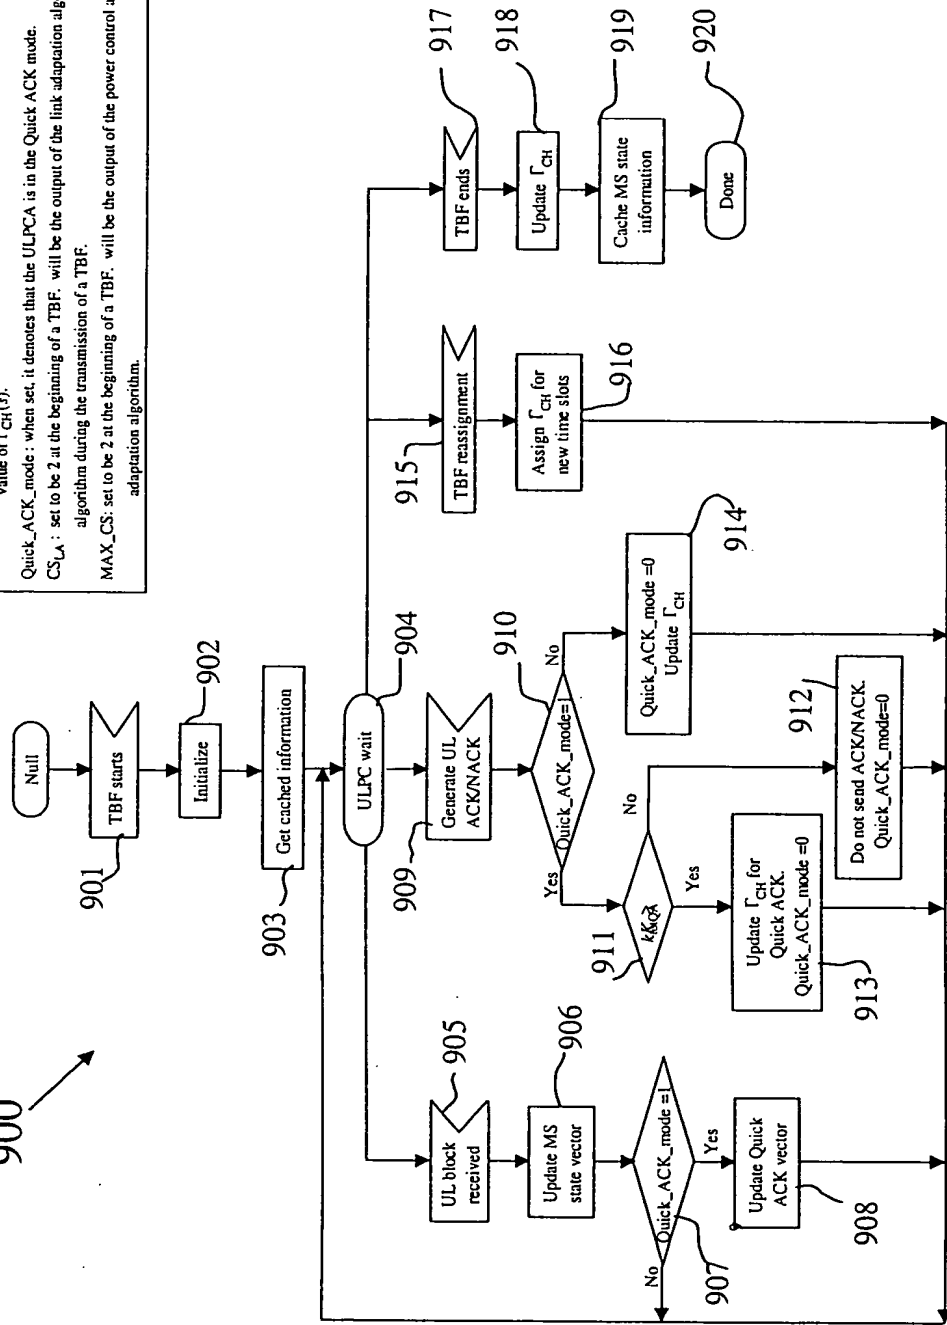 value of ΓCH(s).
Quick_ACK_mode : when set, it denotes that the ULPCA is in the Quick ACK mode.
CSLA : set to be 2 at the beginning of a TBF. will be the output of the link adaptation
algorithm during the transmission of a TBF.
MAX_CS: set to be 2 at the beginning of a TBF. will be the output of the power control
adaptation algorithm.
900
Null
TBF starts
901
Initialize
902
Get cached information
903
ULPC wait
904
UL block
received
905
Update MS
state vector
906
Quick_ACK_mode =1
907
No
Yes
Update Quick
ACK vector
908
Generate UL
ACK/NACK
909
Quick_ACK_mode=1
910
Yes
No
911
Yes
No
Update ΓCH for
Quick ACK.
Quick_ACK_mode =0
913
Do not send ACK/NACK.
Quick_ACK_mode=0
912
Quick_ACK_mode =0
Update ΓCH
914
TBF reassignment
915
Assign ΓCH for
new time slots
916
TBF ends
917
Update ΓCH
918
Cache MS state
information
919
Done
920